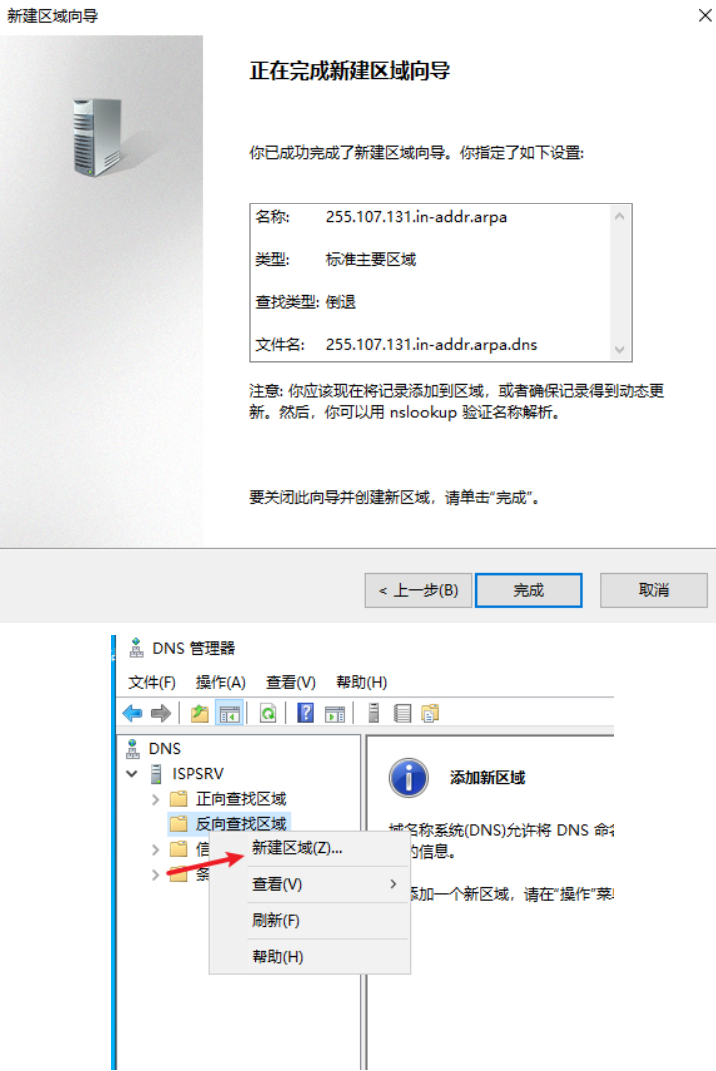 新建区域向导
正在完成新建区域向导
你已成功完成了新建区域向导。你指定了如下设置:
名称: 255.107.131.in-addr.arpa
类型: 标准主要区域
查找类型: 倒退
文件名: 255.107.131.in-addr.arpa.dns
注意: 你应该现在将记录添加到区域，或者确保记录得到动态更
新。然后，你可以用 nslookup 验证名称解析。
要关闭此向导并创建新区域，请单击“完成”。
< 上一步(B) 完成 取消
DNS 管理器
文件(F) 操作(A) 查看(V) 帮助(H)
DNS
ISPSRV
正向查找区域
反向查找区域
信
条
新建区域(Z)...
查看(V)
刷新(F)
帮助(H)
添加新区域
域名称系统(DNS)允许将 DNS 命名
的信息。
添加一个新区域，请在“操作”菜单